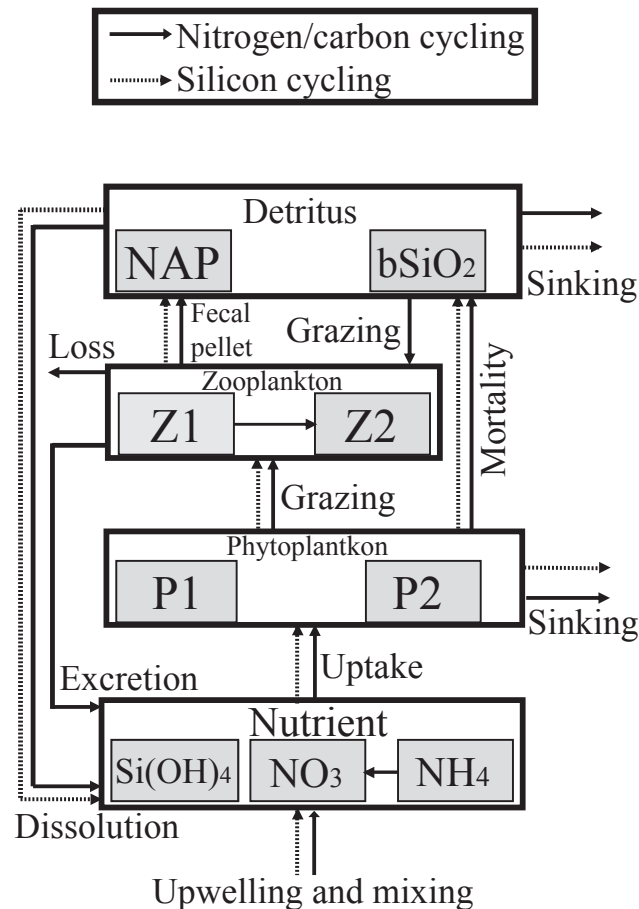 Nitrogen/carbon cycling
Silicon cycling
Detritus
NAP
bSiO₂
Sinking
Fecal
pellet
Grazing
Loss
Zooplankton
Z1
Z2
Mortality
Grazing
Phytoplantkon
P1
P2
Sinking
Uptake
Excretion
Nutrient
Si(OH)₄
NO₃
NH₄
Dissolution
Upwelling and mixing